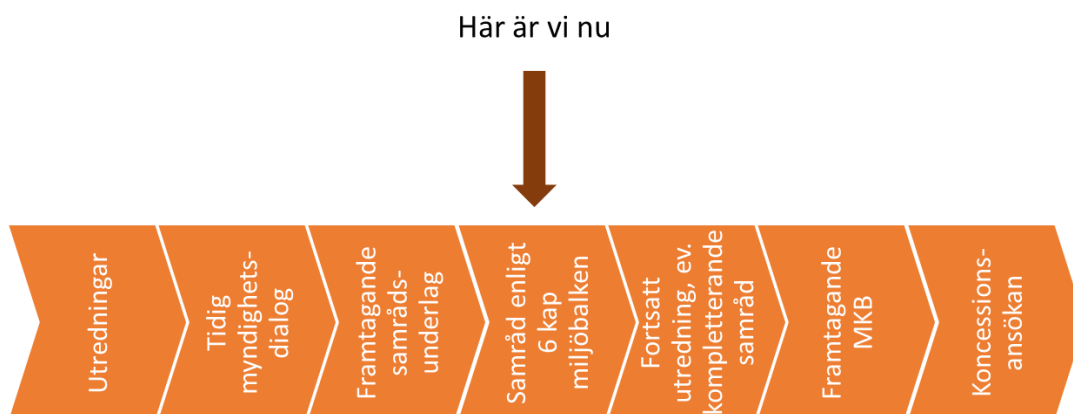 Här är vi nu
Utredningar
Tidig
myndighets-
dialog
Framtagande
samråds-
underlag
Samråd enligt
6 kap
miljöbalken
Fortsatt
utredning, ev.
kompletterande
samråd
Framtagande
MKB
Koncessions-
ansökan